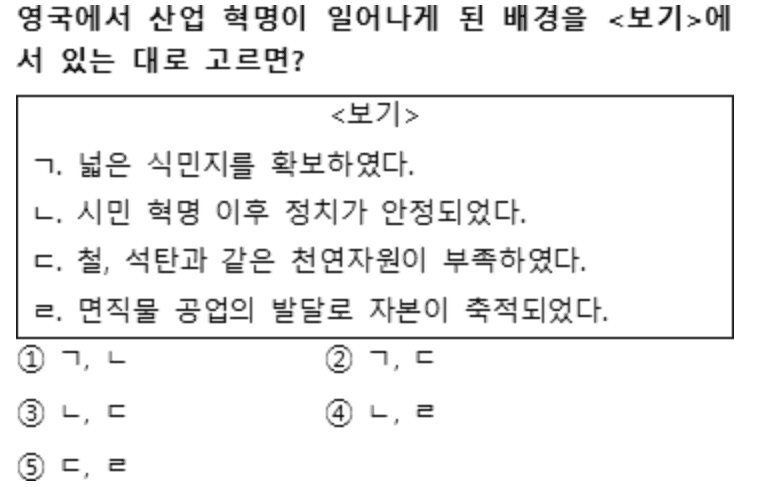 영국에서 산업 혁명이 일어나게 된 배경을 <보기>에
서 있는 대로 고르면?
<보기>
ㄱ. 넓은 식민지를 확보하였다.
ㄴ. 시민 혁명 이후 정치가 안정되었다.
ㄷ. 철, 석탄과 같은 천연자원이 부족하였다.
ㄹ. 면직물 공업의 발달로 자본이 축적되었다.
① ㄱ, ㄴ ② ㄱ, ㄷ
③ ㄴ, ㄷ ④ ㄴ, ㄹ
⑤ ㄷ, ㄹ